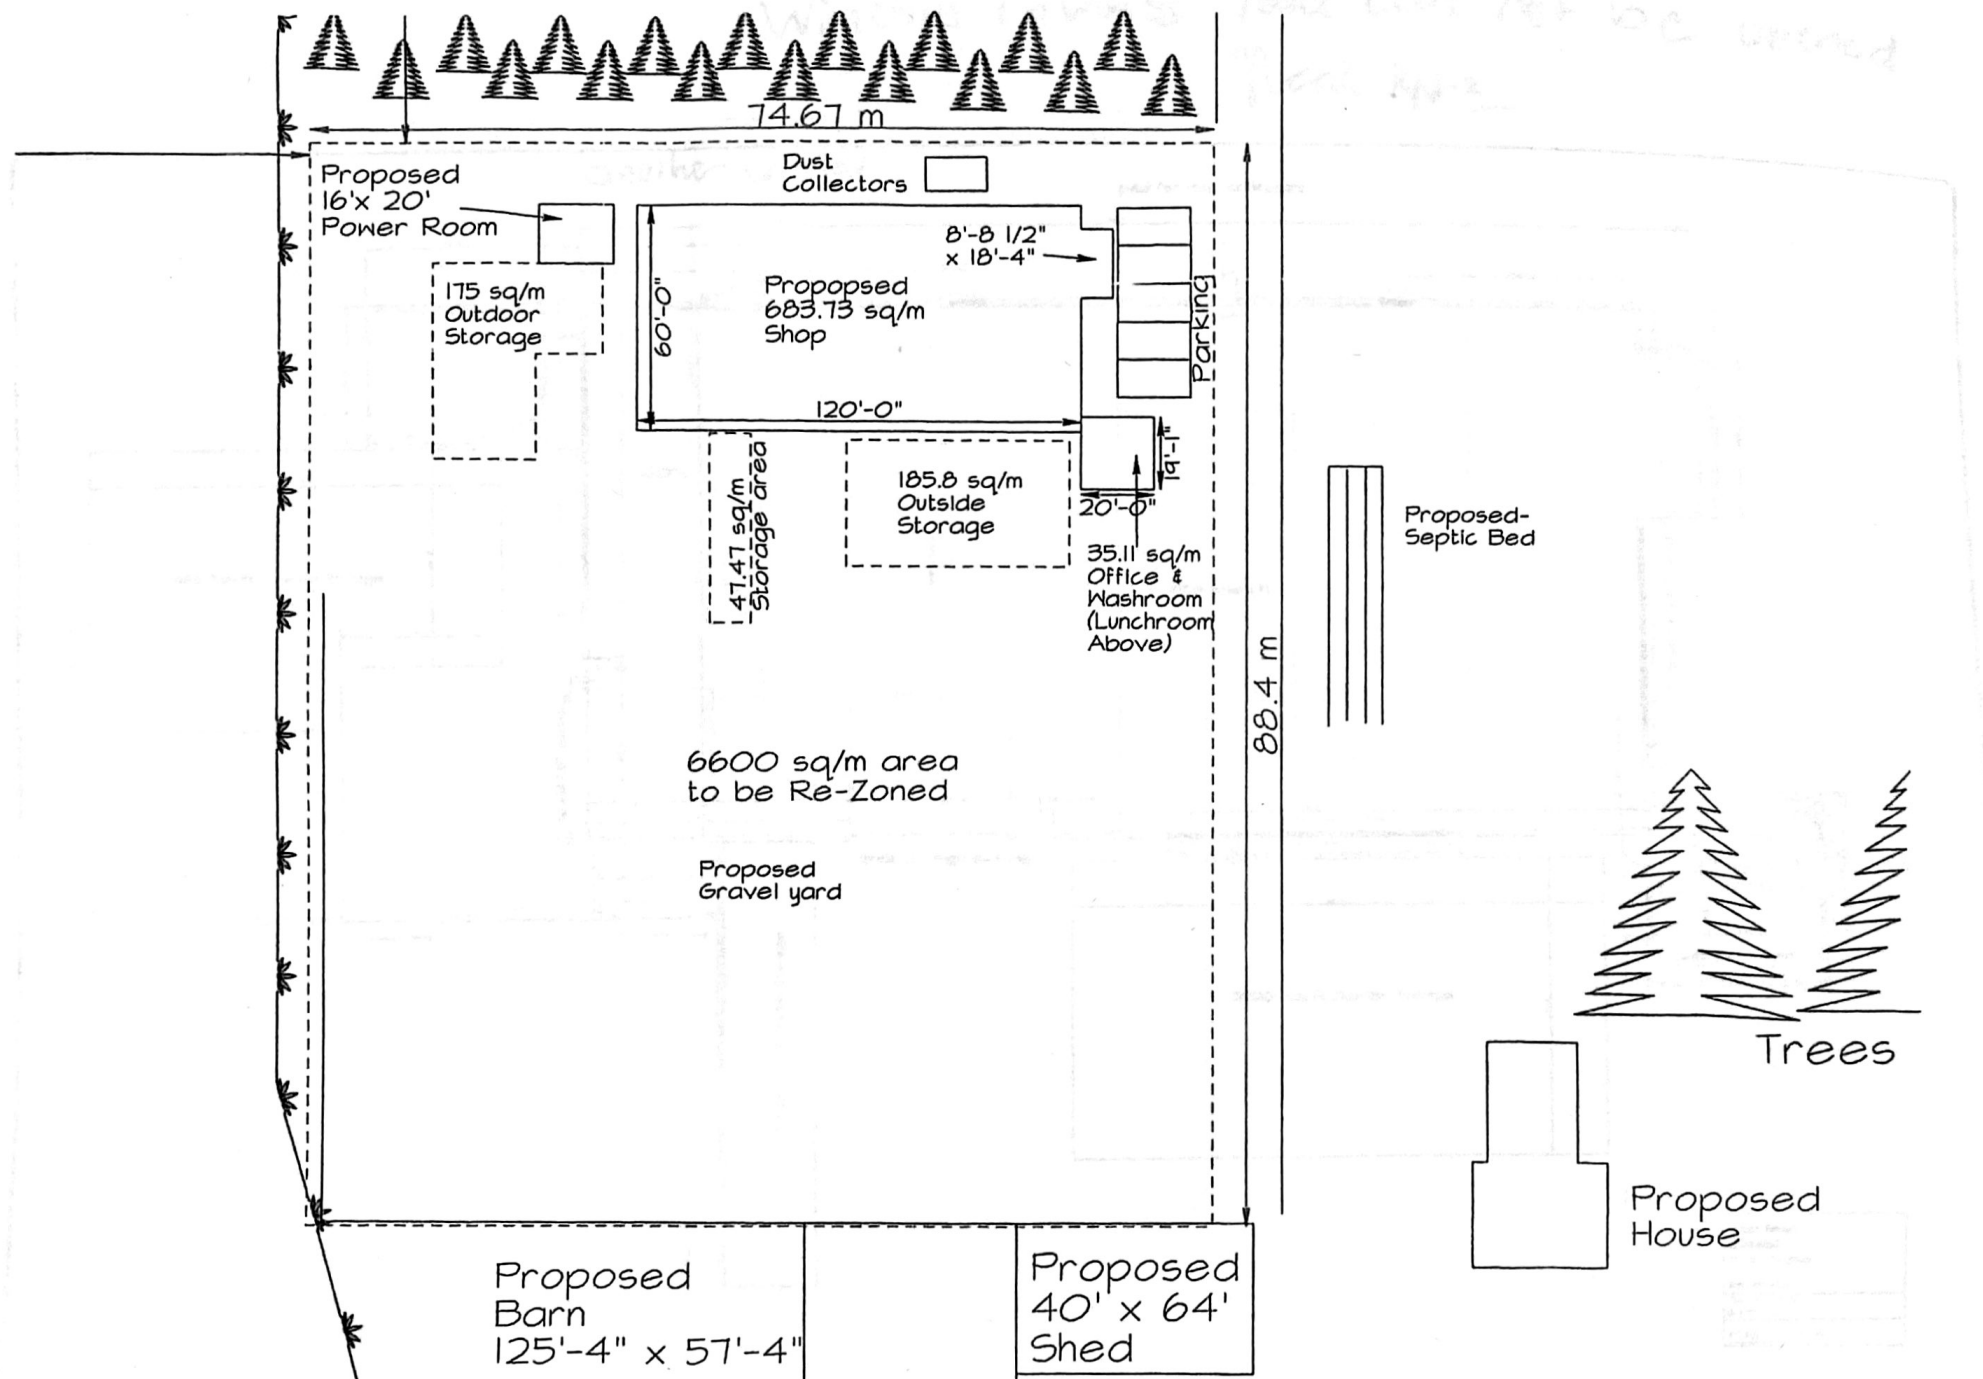 74.67 m
Dust
Collectors
Proposed
16'x 20'
Power Room
8'-8 1/2"
x 18'-4"
175 sq/m
Outdoor
Storage
60'-0"
Propopsed
683.73 sq/m
Shop
Parking
120'-0"
19'-1"
20'-0"
47.47 sq/m
Storage area
185.8 sq/m
Outside
Storage
35.11 sq/m
Office &
Washroom
(Lunchroom
Above)
Proposed-
Septic Bed
88.4 m
6600 sq/m area
to be Re-Zoned
Proposed
Gravel yard
Trees
Proposed
House
Proposed
Barn
125'-4" x 57'-4"
Proposed
40' x 64'
Shed